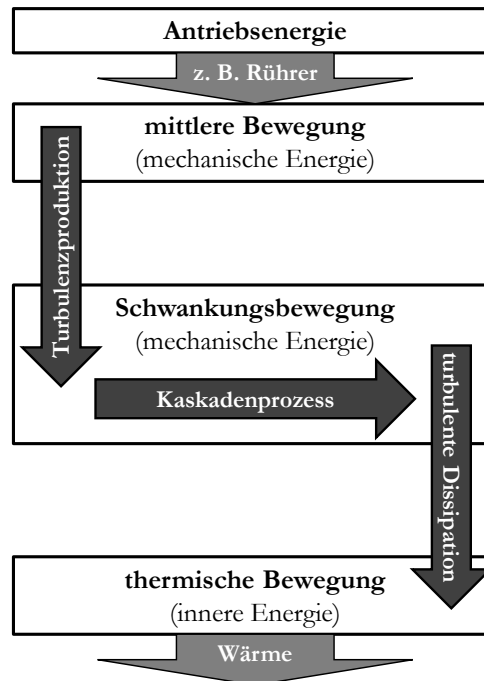 Antriebsenergie
z. B. Rührer
mittlere Bewegung
(mechanische Energie)
Turbulenzproduktion
Schwankungsbewegung
(mechanische Energie)
Kaskadenprozess
turbulente Dissipation
thermische Bewegung
(innere Energie)
Wärme